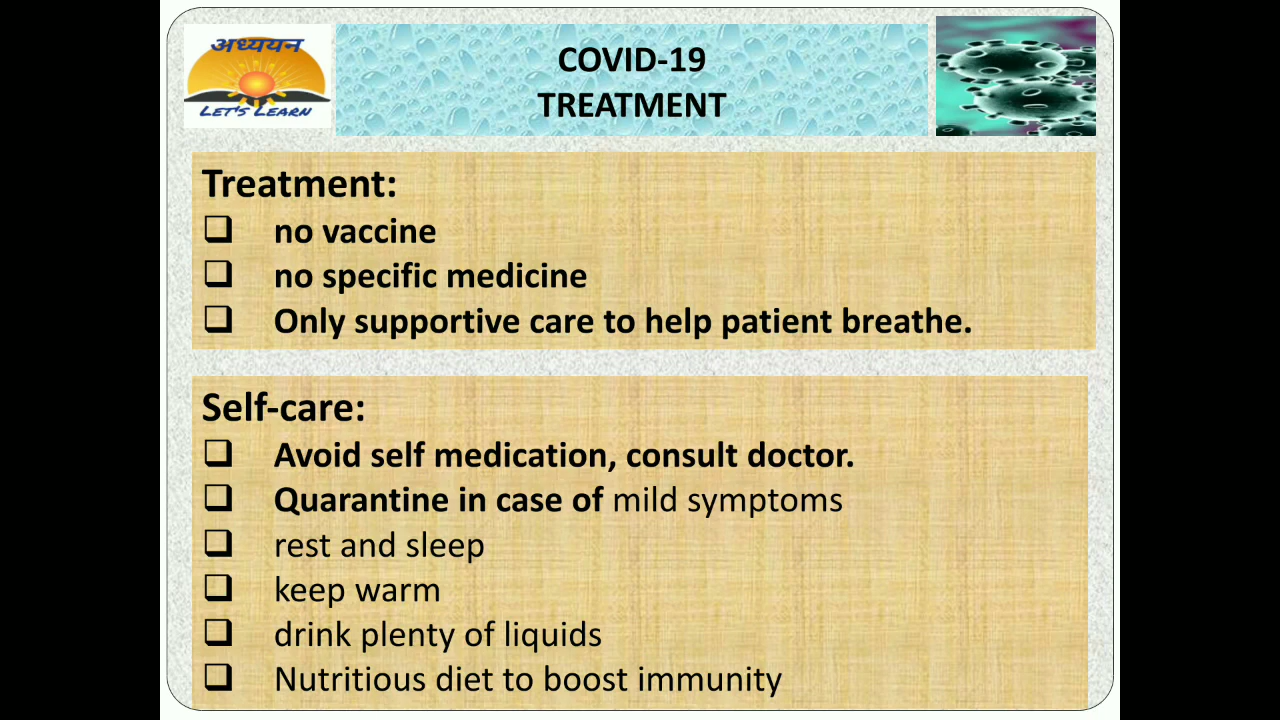 अध्ययन
LET'S LEARN
COVID-19
TREATMENT
Treatment:
❑ no vaccine
❑ no specific medicine
❑ Only supportive care to help patient breathe.
Self-care:
❑ Avoid self medication, consult doctor.
❑ Quarantine in case of mild symptoms
❑ rest and sleep
❑ keep warm
❑ drink plenty of liquids
❑ Nutritious diet to boost immunity